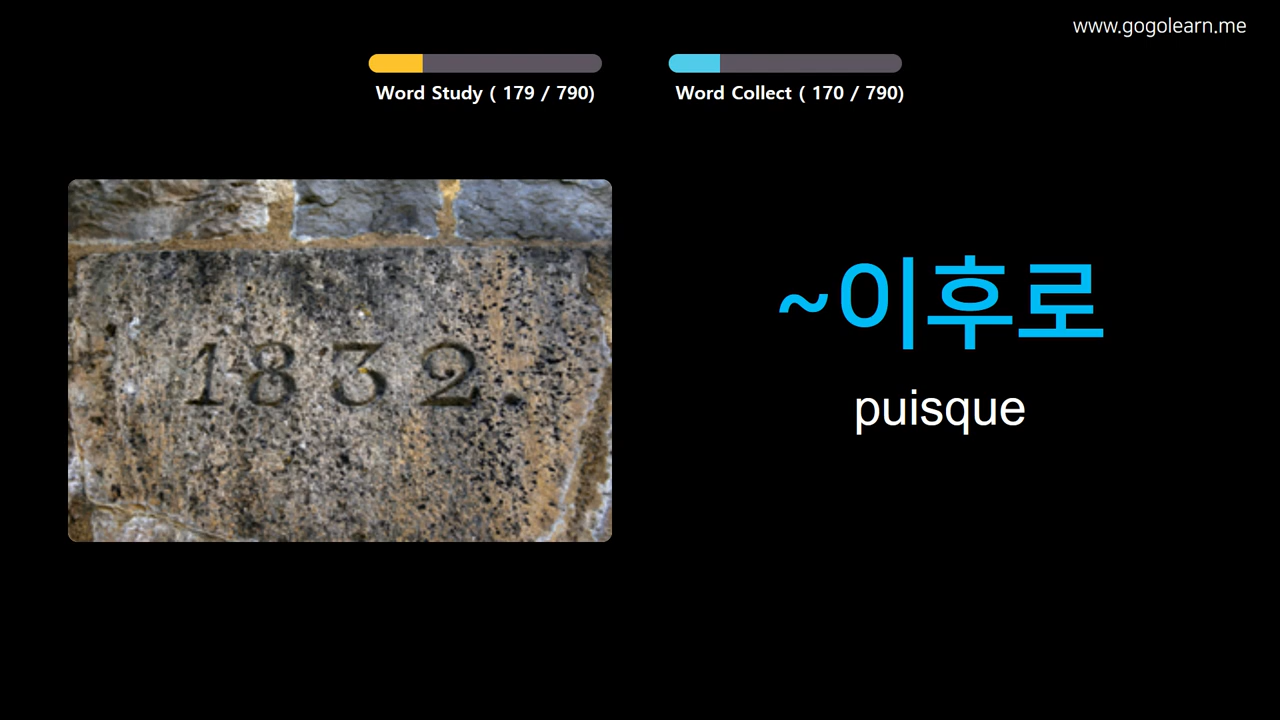 www.gogolearn.me
Word Study ( 179 / 790)
Word Collect ( 170 / 790)
1832.
~이후로
puisque